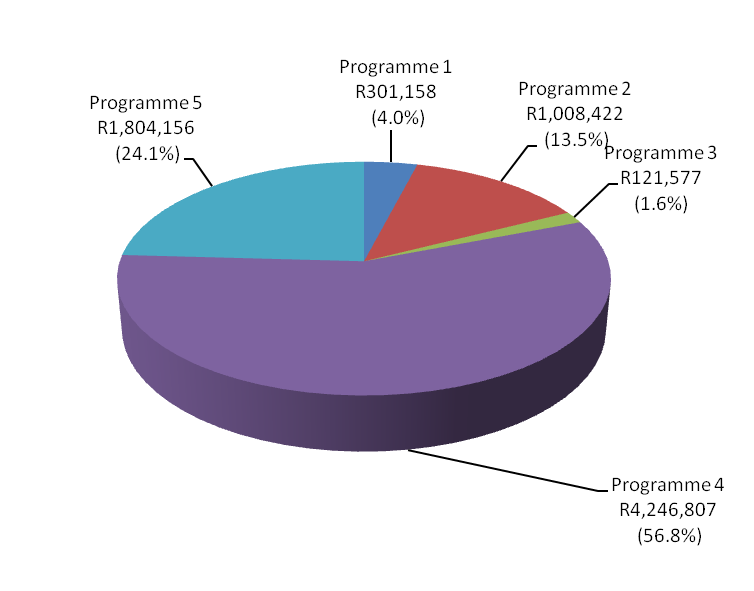 Programme 1
R301,158
(4.0%)
Programme 2
R1,008,422
(13.5%)
Programme 3
R121,577
(1.6%)
Programme 4
R4,246,807
(56.8%)
Programme 5
R1,804,156
(24.1%)